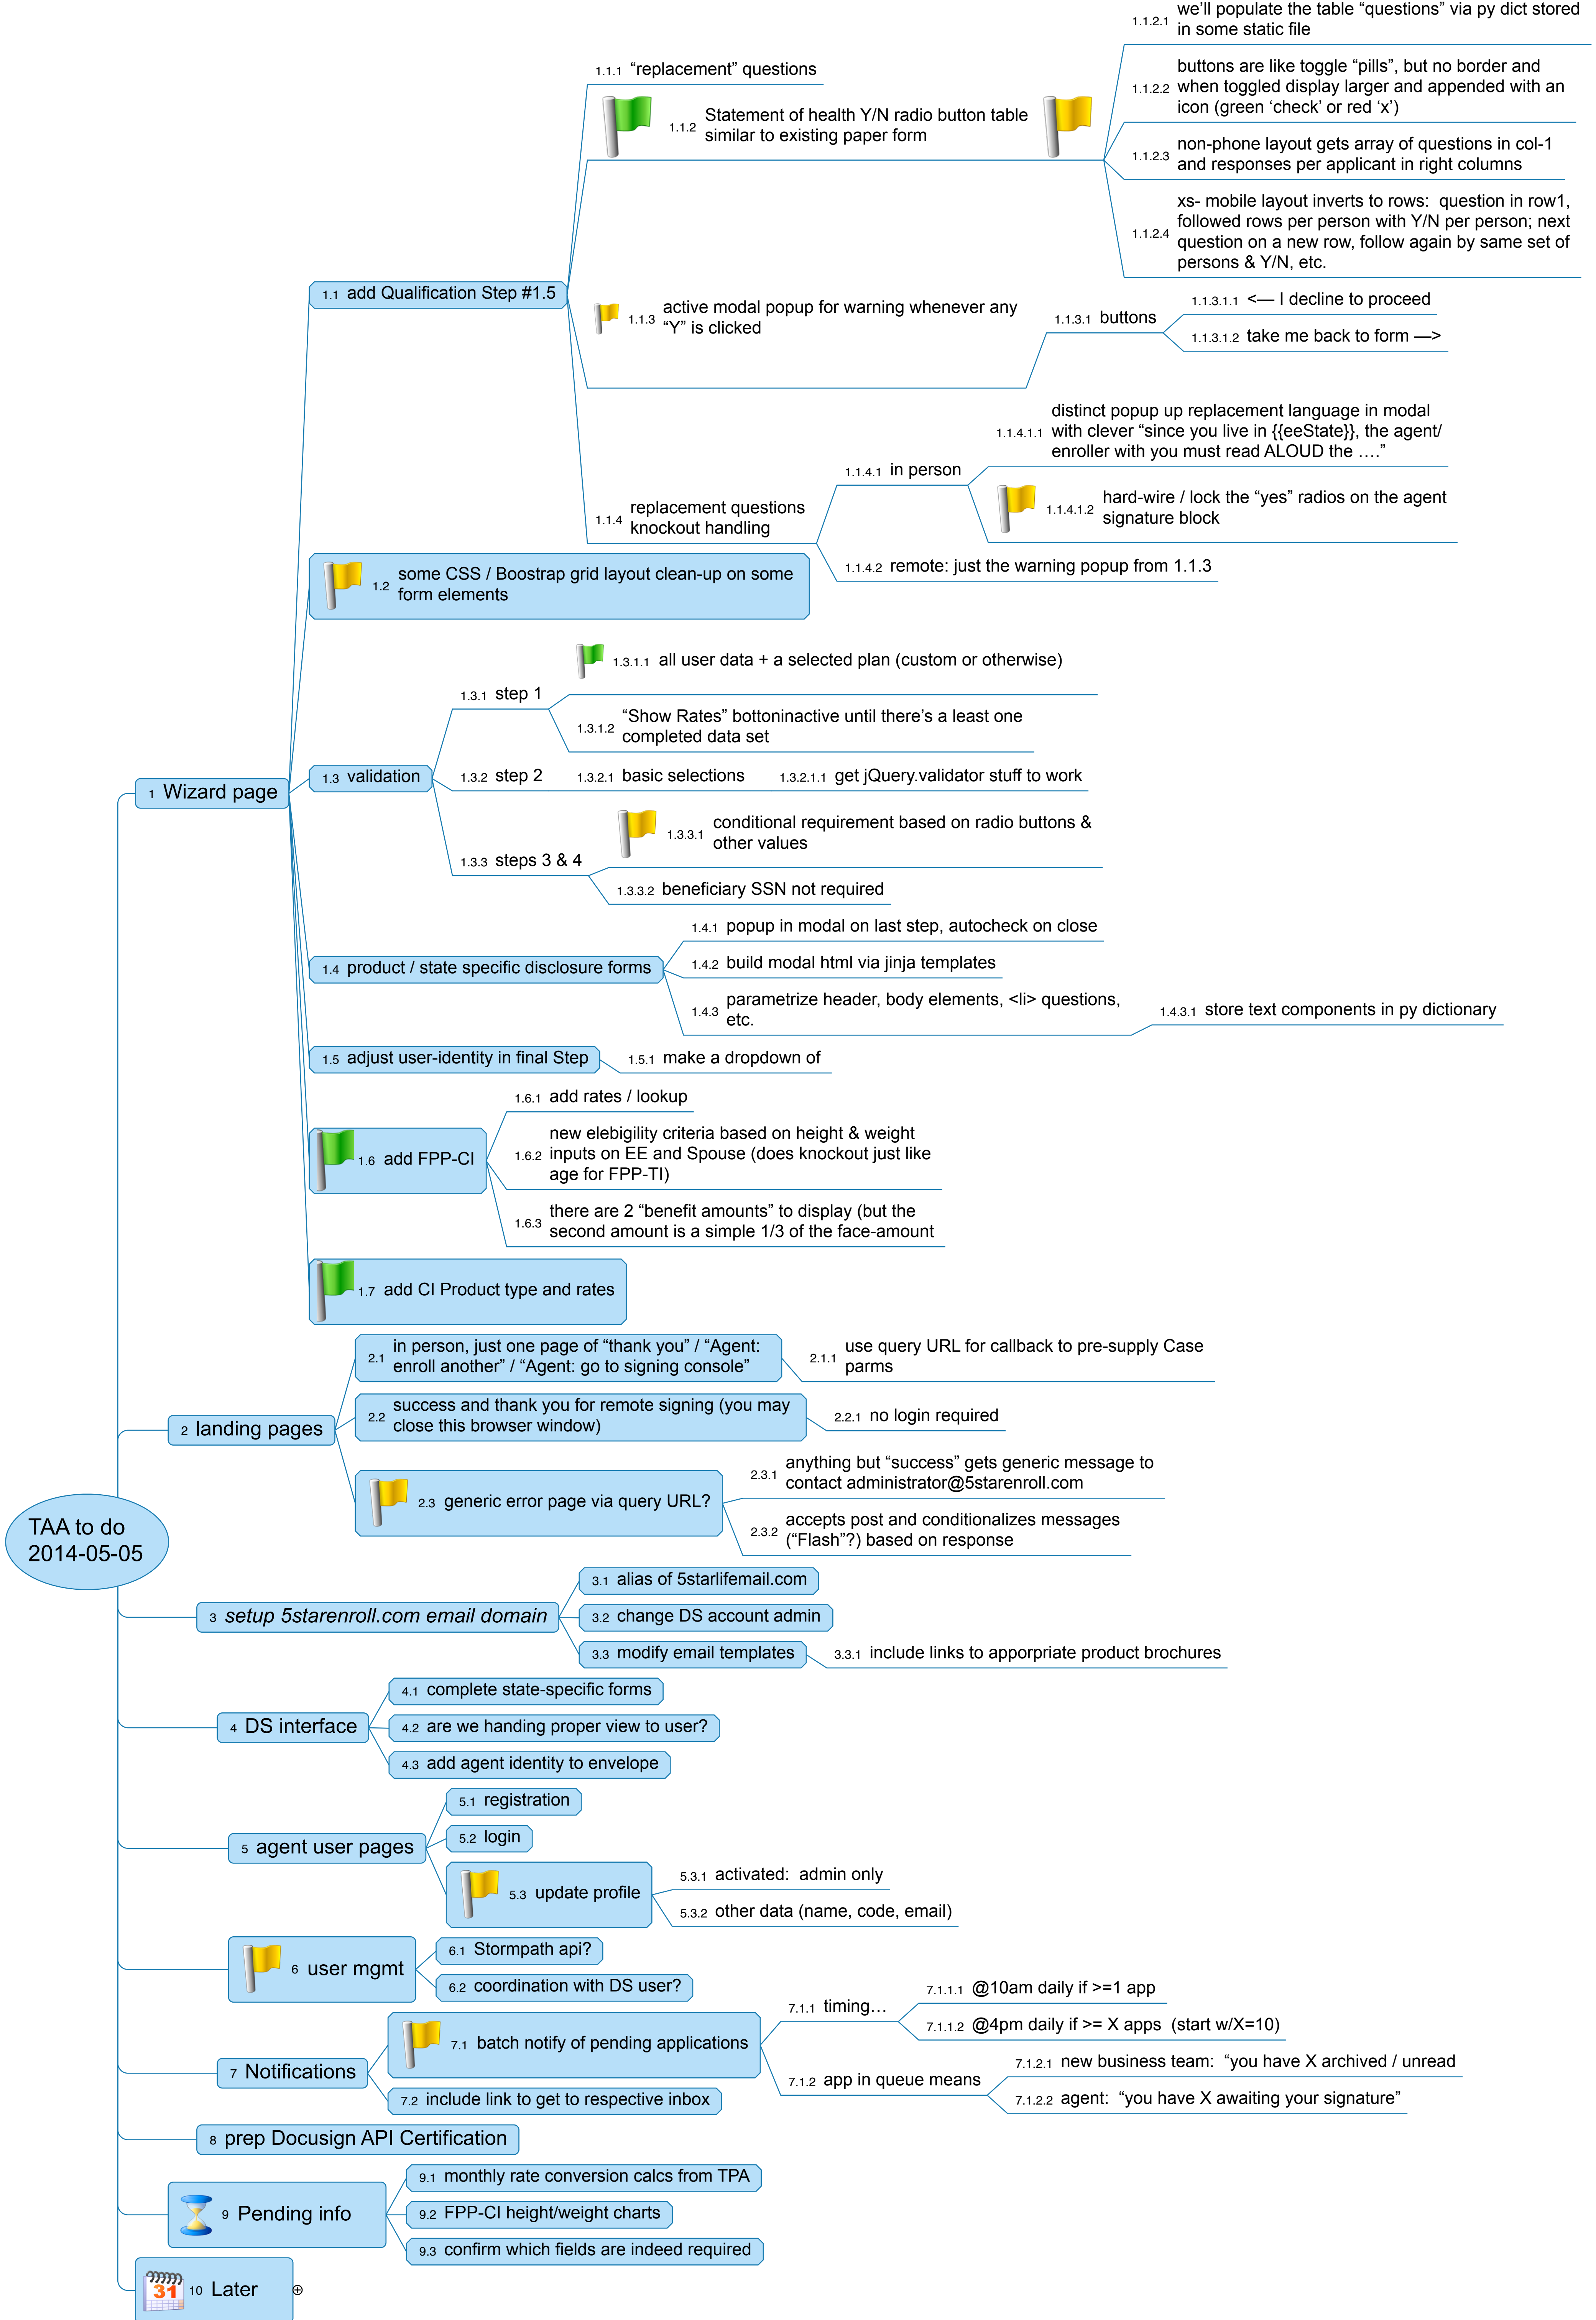 TAA to do
2014-05-05
1 Wizard page
1.1 add Qualification Step #1.5
1.1.1 “replacement” questions
1.1.2 Statement of health Y/N radio button table
similar to existing paper form
1.1.2.1 we’ll populate the table “questions” via py dict stored
in some static file
1.1.2.2 buttons are like toggle “pills”, but no border and
when toggled display larger and appended with an
icon (green ‘check’ or red ‘x’)
1.1.2.3 non-phone layout gets array of questions in col-1
and responses per applicant in right columns
1.1.2.4 xs- mobile layout inverts to rows: question in row1,
followed rows per person with Y/N per person; next
question on a new row, follow again by same set of
persons & Y/N, etc.
1.1.3 active modal popup for warning whenever any
“Y” is clicked
1.1.3.1 buttons
1.1.3.1.1 <— I decline to proceed
1.1.3.1.2 take me back to form —>
1.1.4 replacement questions
knockout handling
1.1.4.1 in person
1.1.4.1.1 distinct popup up replacement language in modal
with clever “since you live in {{eeState}}, the agent/
enroller with you must read ALOUD the ….”
1.1.4.1.2 hard-wire / lock the “yes” radios on the agent
signature block
1.1.4.2 remote: just the warning popup from 1.1.3
1.2 some CSS / Boostrap grid layout clean-up on some
form elements
1.3 validation
1.3.1 step 1
1.3.1.1 all user data + a selected plan (custom or otherwise)
1.3.1.2 “Show Rates” bottoninactive until there’s a least one
completed data set
1.3.2 step 2
1.3.2.1 basic selections
1.3.2.1.1 get jQuery.validator stuff to work
1.3.3 steps 3 & 4
1.3.3.1 conditional requirement based on radio buttons &
other values
1.3.3.2 beneficiary SSN not required
1.4 product / state specific disclosure forms
1.4.1 popup in modal on last step, autocheck on close
1.4.2 build modal html via jinja templates
1.4.3 parametrize header, body elements, <li> questions,
etc.
1.4.3.1 store text components in py dictionary
1.5 adjust user-identity in final Step
1.5.1 make a dropdown of
1.6 add FPP-CI
1.6.1 add rates / lookup
1.6.2 new elebigility criteria based on height & weight
inputs on EE and Spouse (does knockout just like
age for FPP-TI)
1.6.3 there are 2 “benefit amounts” to display (but the
second amount is a simple 1/3 of the face-amount
1.7 add CI Product type and rates
2 landing pages
2.1 in person, just one page of “thank you” / “Agent:
enroll another” / “Agent: go to signing console”
2.1.1 use query URL for callback to pre-supply Case
parms
2.2 success and thank you for remote signing (you may
close this browser window)
2.2.1 no login required
2.3 generic error page via query URL?
2.3.1 anything but “success” gets generic message to
contact administrator@5starenroll.com
2.3.2 accepts post and conditionalizes messages
(“Flash”?) based on response
3 setup 5starenroll.com email domain
3.1 alias of 5starlifemail.com
3.2 change DS account admin
3.3 modify email templates
3.3.1 include links to apporpriate product brochures
4 DS interface
4.1 complete state-specific forms
4.2 are we handing proper view to user?
4.3 add agent identity to envelope
5 agent user pages
5.1 registration
5.2 login
5.3 update profile
5.3.1 activated: admin only
5.3.2 other data (name, code, email)
6 user mgmt
6.1 Stormpath api?
6.2 coordination with DS user?
7 Notifications
7.1 batch notify of pending applications
7.1.1 timing…
7.1.1.1 @10am daily if >=1 app
7.1.1.2 @4pm daily if >= X apps (start w/X=10)
7.1.2 app in queue means
7.1.2.1 new business team: “you have X archived / unread
7.1.2.2 agent: “you have X awaiting your signature”
7.2 include link to get to respective inbox
8 prep Docusign API Certification
9 Pending info
9.1 monthly rate conversion calcs from TPA
9.2 FPP-CI height/weight charts
9.3 confirm which fields are indeed required
31
10 Later